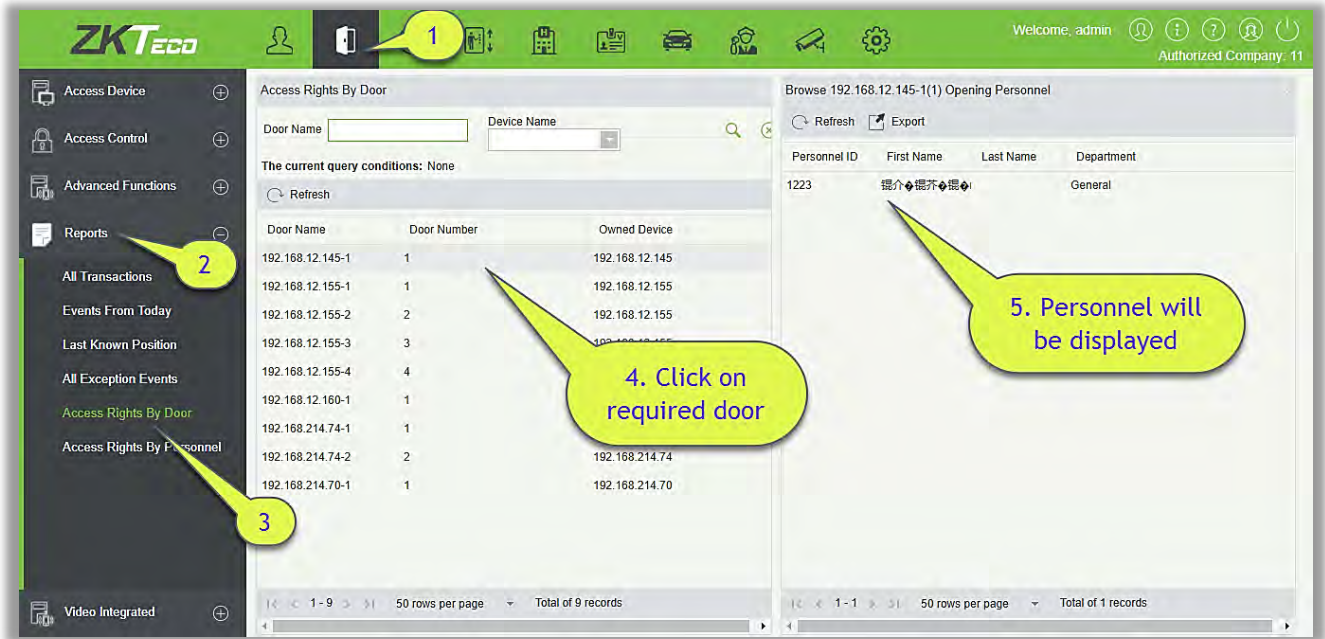 ZKTeco
1
Welcome, admin
Authorized Company: 11
Access Device
Access Control
Advanced Functions
Reports
2
All Transactions
Events From Today
Last Known Position
All Exception Events
Access Rights By Door
Access Rights By Personnel
3
Video Integrated
Access Rights By Door
Door Name
Device Name
The current query conditions: None
Refresh
Door Name Door Number Owned Device
192.168.12.145-1 1 192.168.12.145
192.168.12.155-1 1 192.168.12.155
192.168.12.155-2 2 192.168.12.155
192.168.12.155-3 3
192.168.12.155-4 4
192.168.12.160-1 1
192.168.214.74-1 1
192.168.214.74-2 2 192.168.214.74
192.168.214.70-1 1 192.168.214.70
4. Click on
required door
1 - 9 50 rows per page Total of 9 records
Browse 192.168.12.145-1(1) Opening Personnel
Refresh Export
Personnel ID First Name Last Name Department
1223 锟介�锟芥�锟� General
5. Personnel will
be displayed
1 - 1 50 rows per page Total of 1 records